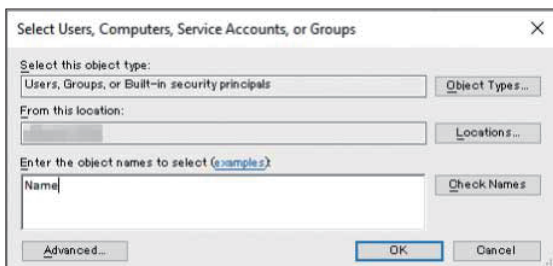 Select Users, Computers, Service Accounts, or Groups
Select this object type:
Users, Groups, or Built-in security principals
Object Types...
From this location:
Locations...
Enter the object names to select (examples):
Name
Check Names
Advanced...
OK
Cancel